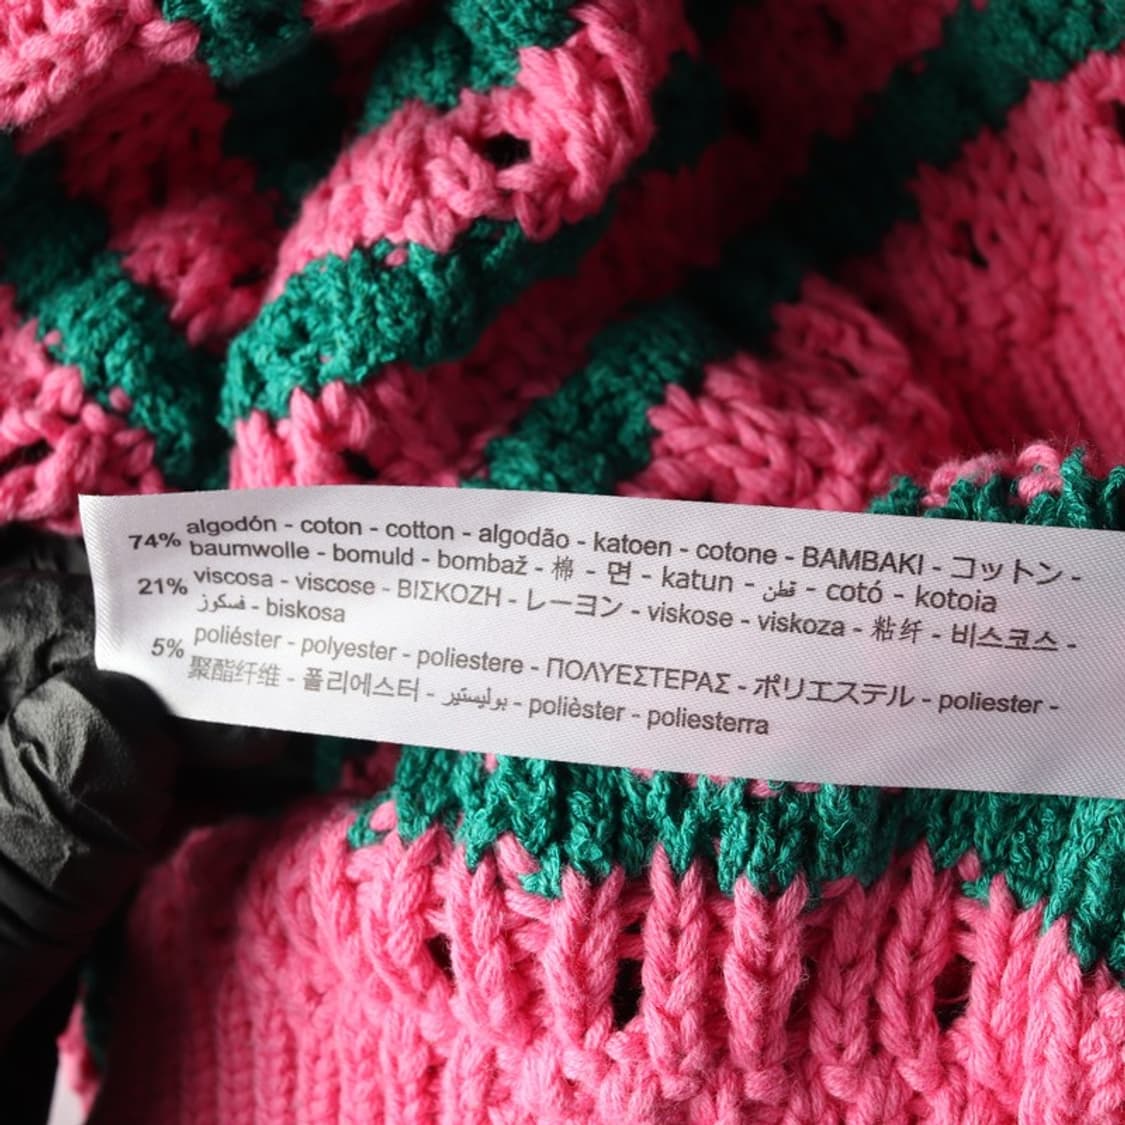 74% algodón - coton - cotton - algodão - katoen - cotone - BAMBAKI - コットン -
baumwolle - bomuld - bombaž - 棉 - 면 - katun - قطن - cotó - kotoia
21% viscosa - viscose - ΒΙΣΚΟΖΗ - レーヨン - viskose - viskoza - 粘纤 - 비스코스 -
فسكوز - biskosa
5% poliéster - polyester - poliestere - ΠΟΛΥΕΣΤΕΡΑΣ - ポリエステル - poliester -
聚酯纤维 - 폴리에스터 - بوليستير - polièster - poliesterra